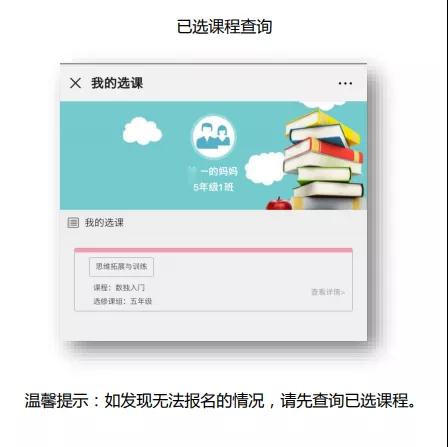 已选课程查询
我的选课
一的妈妈
5年级1班
我的选课
思维拓展与训练
课程：数独入门
选修课组：五年级
查看详情>
温馨提示：如发现无法报名的情况，请先查询已选课程。